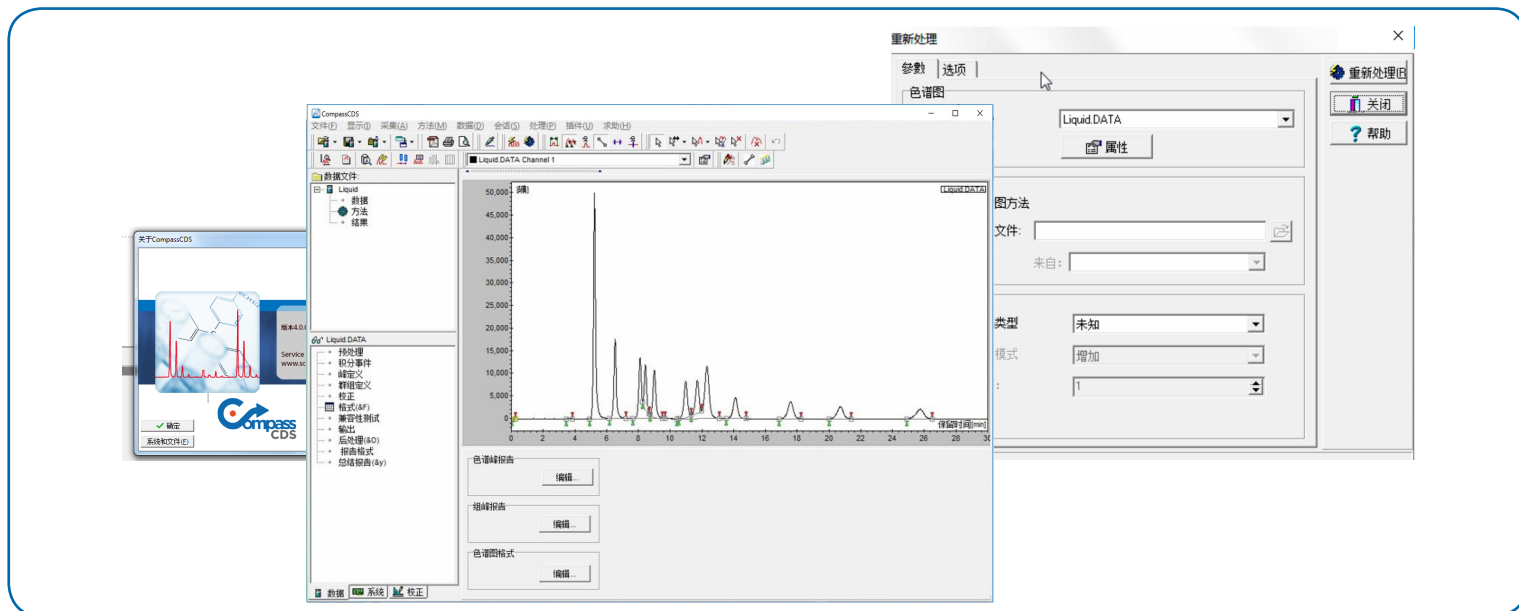 重新处理
参数 选项
色谱图
Liquid.DATA
属性
图方法
文件:
来自:
类型
未知
模式
增加
:
1
重新处理(R
关闭
帮助
CompassCDS
文件(F) 显示(I) 采集(A) 方法(M) 数据(D) 会话(S) 处理(P) 插件(U) 求助(H)
Liquid.DATA Channel 1
数据文件:
Liquid
数据
方法
结果
Liquid.DATA
预处理
积分事件
峰定义
群组定义
校正
格式(&F)
兼容性测试
输出
后处理(&O)
报告格式
总结报告(&y)
数据 系统 校正
Liquid.DATA
50,000
45,000
40,000
35,000
30,000
25,000
20,000
15,000
10,000
5,000
0
保留时间[min]
0 2 4 6 8 10 12 14 16 18 20 22 24 26 28 30
色谱峰报告
编辑...
组峰报告
编辑...
色谱图格式
编辑...
关于CompassCDS
版本4.0.
Service
www.sc
确定
系统和文件(F)
Compass
CDS